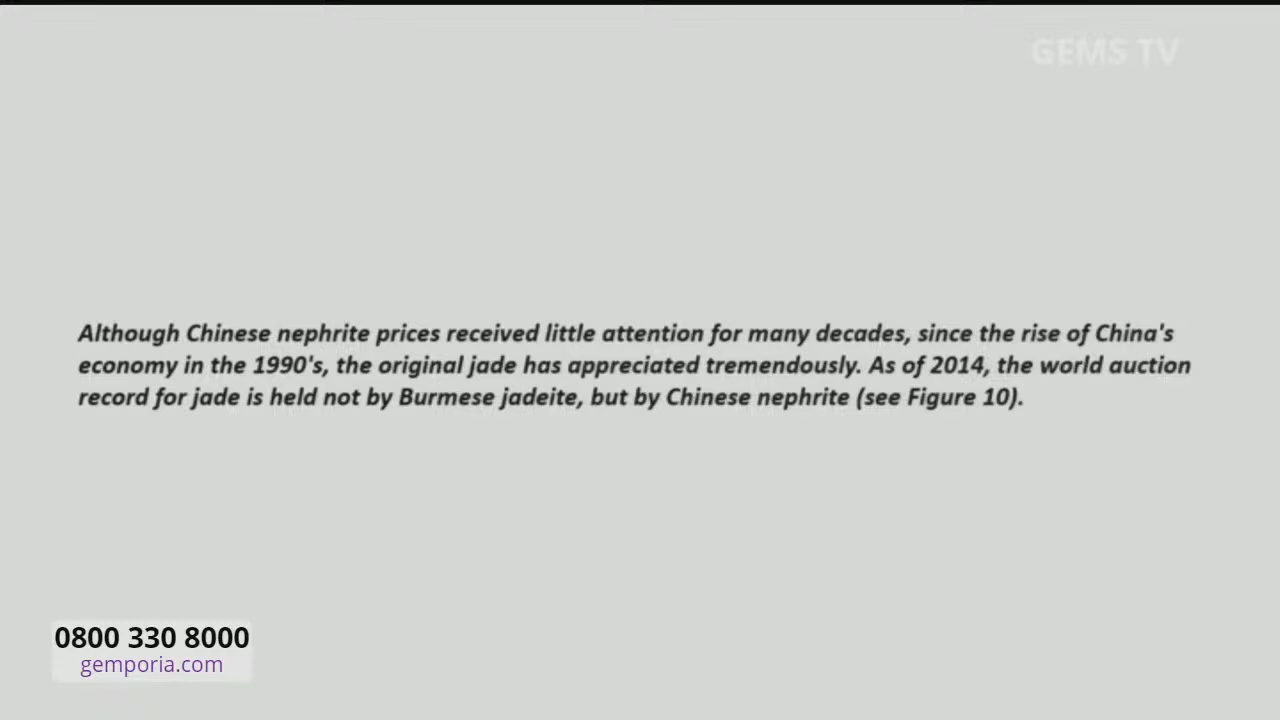 GEMS TV
Although Chinese nephrite prices received little attention for many decades, since the rise of China's
economy in the 1990's, the original jade has appreciated tremendously. As of 2014, the world auction
record for jade is held not by Burmese jadeite, but by Chinese nephrite (see Figure 10).
0800 330 8000
gemporia.com